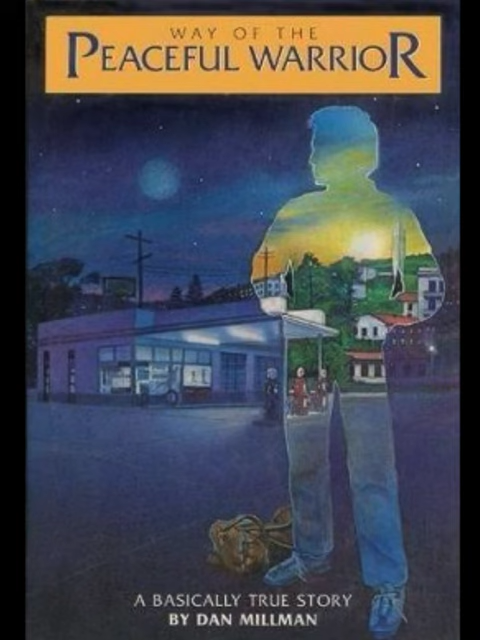 WAY OF THE
PEACEFUL WARRIOR
A BASICALLY TRUE STORY
BY DAN MILLMAN